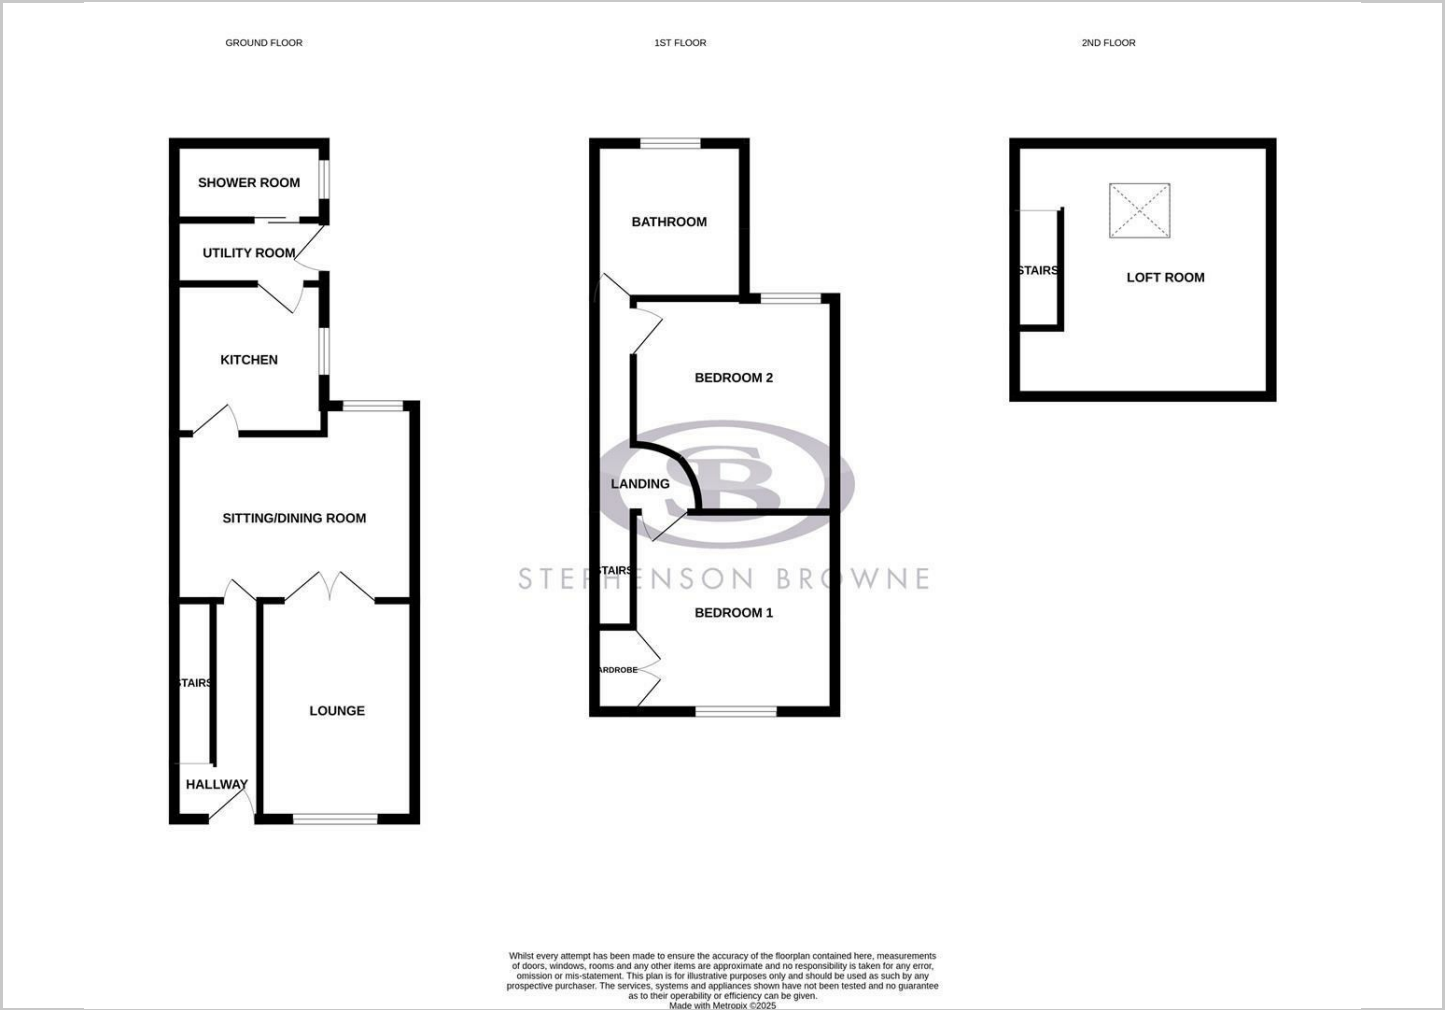 GROUND FLOOR
1ST FLOOR
2ND FLOOR
SHOWER ROOM
UTILITY ROOM
KITCHEN
SITTING/DINING ROOM
STAIRS
LOUNGE
HALLWAY
BATHROOM
BEDROOM 2
LANDING
STAIRS
BEDROOM 1
ARDROBE
SB
STEPHENSON BROWNE
STAIRS
LOFT ROOM
Whilst every attempt has been made to ensure the accuracy of the floorplan contained here, measurements
of doors, windows, rooms and any other items are approximate and no responsibility is taken for any error,
omission or mis-statement. This plan is for illustrative purposes only and should be used as such by any
prospective purchaser. The services, systems and appliances shown have not been tested and no guarantee
as to their operability or efficiency can be given.
Made with Metropix ©2025